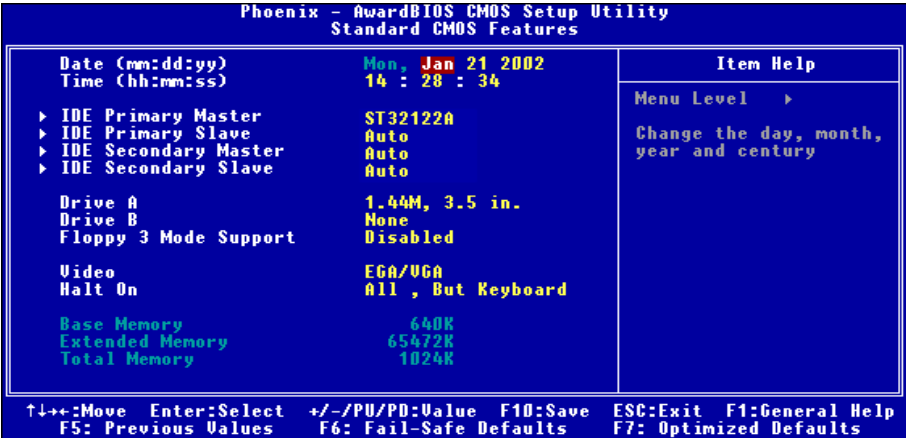 Phoenix - AwardBIOS CMOS Setup Utility
Standard CMOS Features
Date (mm:dd:yy) Mon, Jan 21 2002
Time (hh:mm:ss) 14 : 28 : 34
IDE Primary Master ST32122A
IDE Primary Slave Auto
IDE Secondary Master Auto
IDE Secondary Slave Auto
Drive A 1.44M, 3.5 in.
Drive B None
Floppy 3 Mode Support Disabled
Video EGA/VGA
Halt On All , But Keyboard
Base Memory 640K
Extended Memory 65472K
Total Memory 1024K
Item Help
Menu Level
Change the day, month,
year and century
↑↓→←:Move Enter:Select +/-/PU/PD:Value F10:Save ESC:Exit F1:General Help
F5: Previous Values F6: Fail-Safe Defaults F7: Optimized Defaults